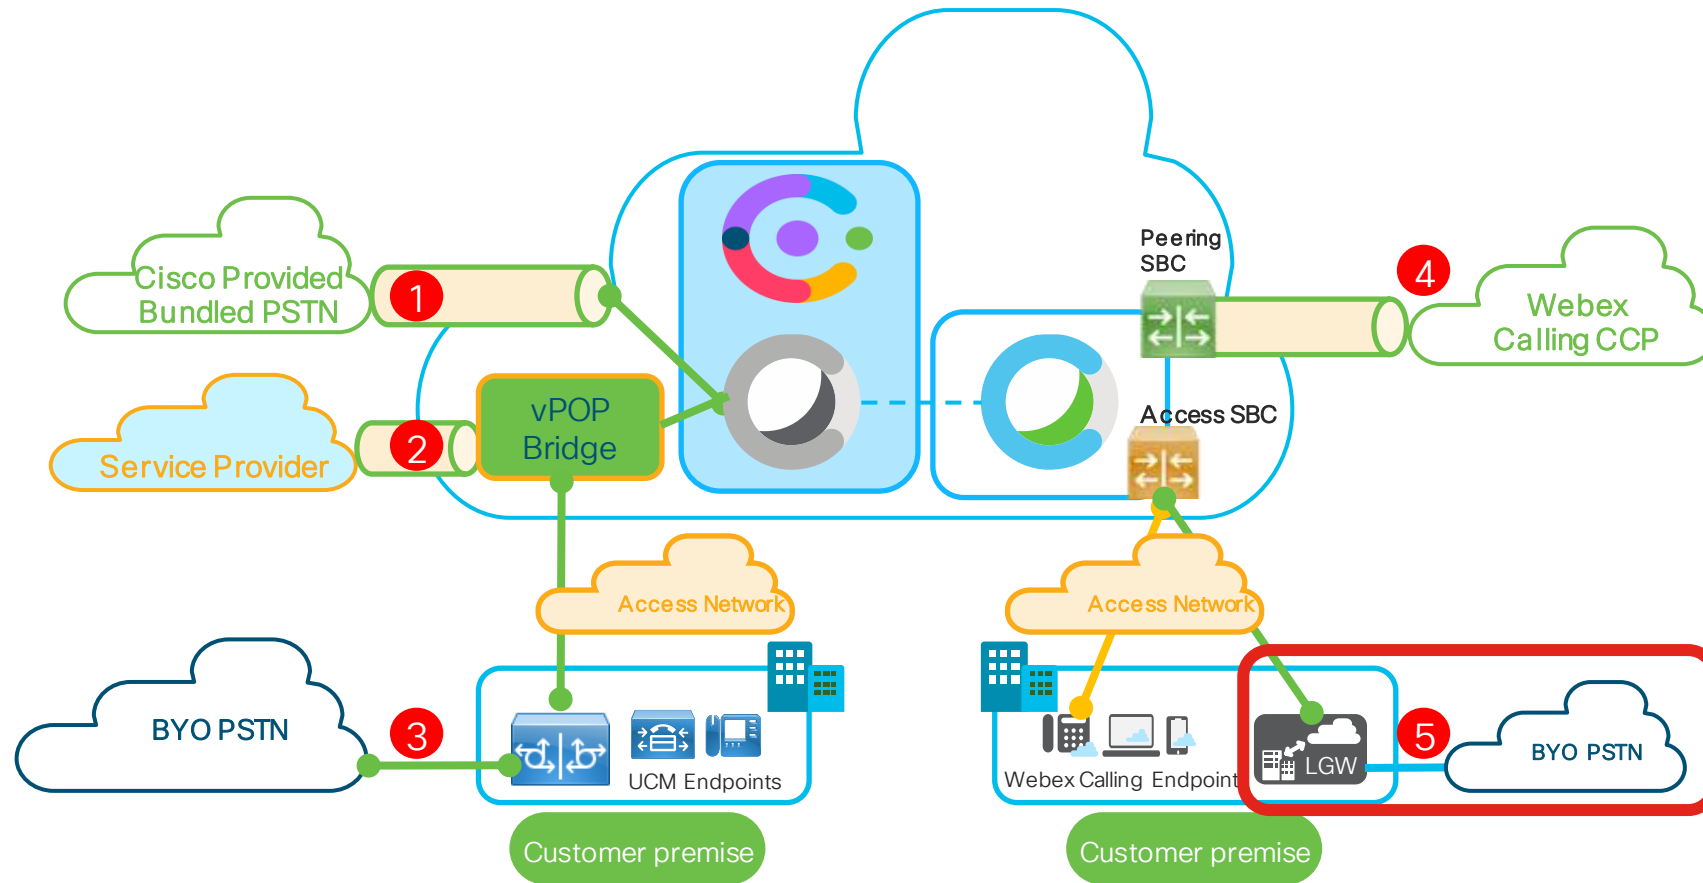 Peering
SBC
Cisco Provided
Bundled PSTN
1
4
Webex
Calling CCP
vPOP
Bridge
Access SBC
2
Service Provider
Access Network
Access Network
BYO PSTN
3
UCM Endpoints
Webex Calling Endpoint
LGW
5
BYO PSTN
Customer premise
Customer premise